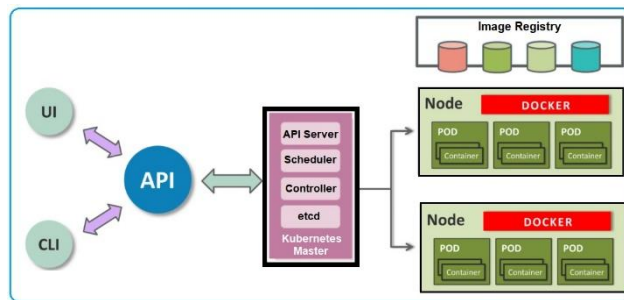 Image Registry
UI
CLI
API
API Server
Scheduler
Controller
etcd
Kubernetes
Master
Node
DOCKER
POD
POD
POD
Container
Container
Container
Node
DOCKER
POD
POD
POD
Container
Container
Container